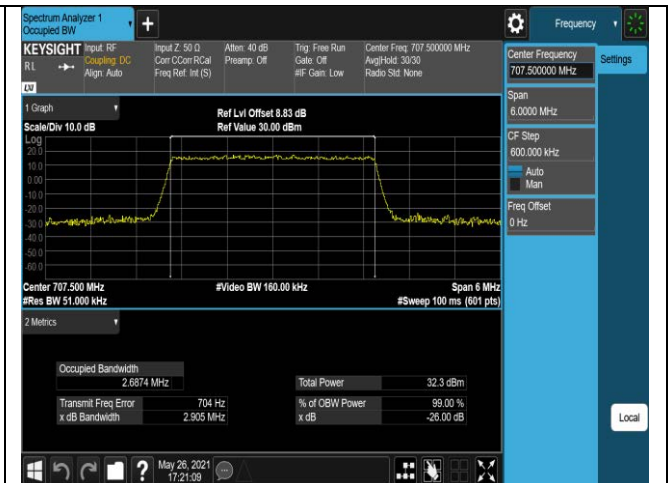 Spectrum Analyzer 1
Occupied BW
+
Frequency
KEYSIGHT
RL
LXI
Input: RF
Coupling: DC
Align: Auto
Input Z: 50 Ω
Corr CCorr RCal
Freq Ref: Int (S)
Atten: 40 dB
Preamp: Off
Trig: Free Run
Gate: Off
#IF Gain: Low
Center Freq: 707.500000 MHz
Avg|Hold: 30/30
Radio Std: None
Center Frequency
707.500000 MHz
Settings
Span
6.0000 MHz
CF Step
600.000 kHz
Auto
Man
Freq Offset
0 Hz
1 Graph
Scale/Div 10.0 dB
Ref Lvl Offset 8.83 dB
Ref Value 30.00 dBm
Log
20.0
10.0
0.00
-10.0
-20.0
-30.0
-40.0
-50.0
-60.0
Center 707.500 MHz
#Video BW 160.00 kHz
Span 6 MHz
#Res BW 51.000 kHz
#Sweep 100 ms (601 pts)
2 Metrics
Occupied Bandwidth
2.6874 MHz
Total Power 32.3 dBm
Transmit Freq Error 704 Hz
% of OBW Power 99.00 %
x dB Bandwidth 2.905 MHz
x dB -26.00 dB
Local
?
May 26, 2021
17:21:09